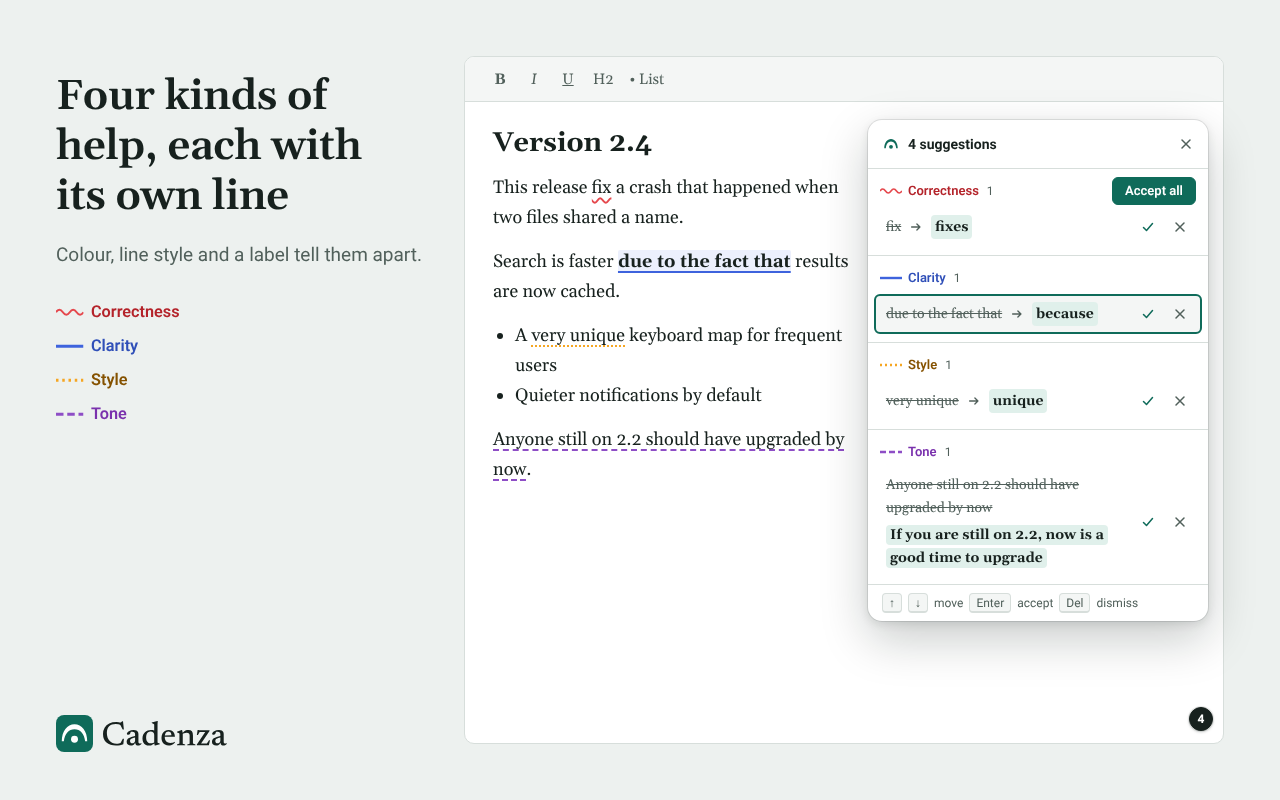 Four kinds of
help, each with
its own line
Colour, line style and a label tell them apart.
Correctness
Clarity
Style
Tone
Cadenza
B I U H2 • List
Version 2.4
This release fix a crash that happened when
two files shared a name.
Search is faster due to the fact that results
are now cached.
• A very unique keyboard map for frequent
users
• Quieter notifications by default
Anyone still on 2.2 should have upgraded by
now.
4 suggestions
Correctness 1 Accept all
fix → fixes
Clarity 1
due to the fact that → because
Style 1
very unique → unique
Tone 1
Anyone still on 2.2 should have
upgraded by now
If you are still on 2.2, now is a
good time to upgrade
↑ ↓ move Enter accept Del dismiss
4